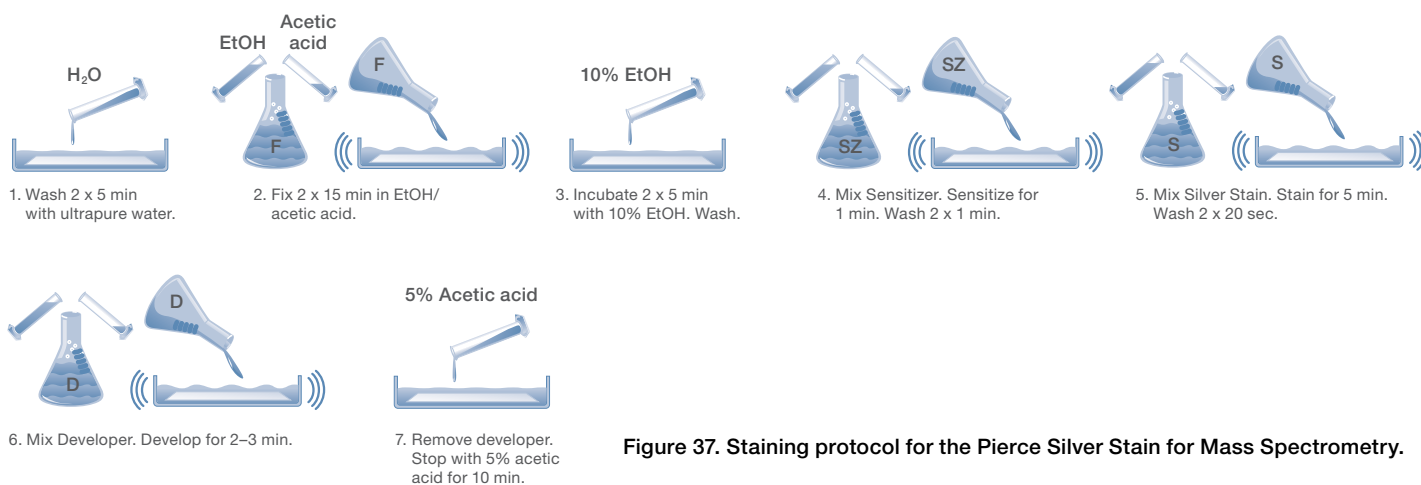 H₂O
1. Wash 2 x 5 min
with ultrapure water.
EtOH
Acetic
acid
F
F
2. Fix 2 x 15 min in EtOH/
acetic acid.
10% EtOH
3. Incubate 2 x 5 min
with 10% EtOH. Wash.
SZ
SZ
4. Mix Sensitizer. Sensitize for
1 min. Wash 2 x 1 min.
S
S
5. Mix Silver Stain. Stain for 5 min.
Wash 2 x 20 sec.
D
D
6. Mix Developer. Develop for 2–3 min.
5% Acetic acid
7. Remove developer.
Stop with 5% acetic
acid for 10 min.
Figure 37. Staining protocol for the Pierce Silver Stain for Mass Spectrometry.